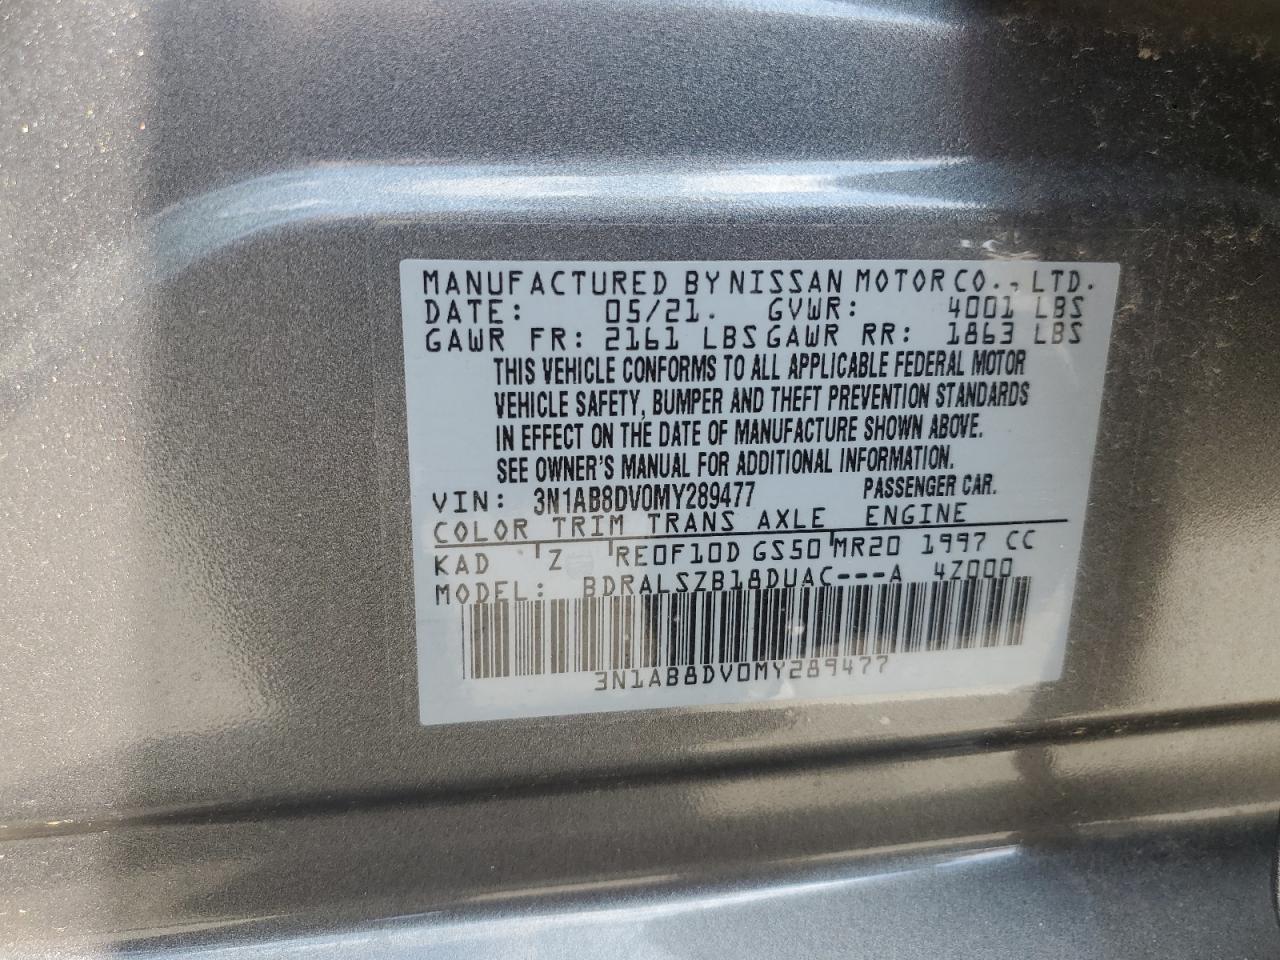 MANUFACTURED BY NISSAN MOTOR CO., LTD.
DATE: 05/21. GVWR: 4001 LBS
GAWR FR: 2161 LBS GAWR RR: 1863 LBS
THIS VEHICLE CONFORMS TO ALL APPLICABLE FEDERAL MOTOR
VEHICLE SAFETY, BUMPER AND THEFT PREVENTION STANDARDS
IN EFFECT ON THE DATE OF MANUFACTURE SHOWN ABOVE.
SEE OWNER'S MANUAL FOR ADDITIONAL INFORMATION.
VIN: 3N1AB8DV0MY289477 PASSENGER CAR.
COLOR TRIM TRANS AXLE ENGINE
KAD Z RE0F10D GS50 MR20 1997 CC
MODEL: BDRALSZB18DUAC---A 4Z000
3N1AB8DV0MY289477